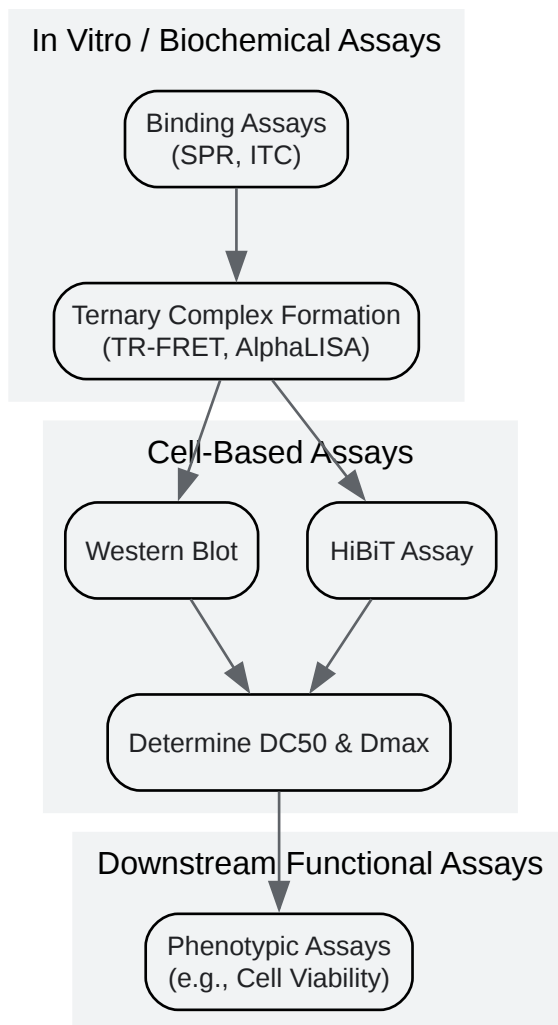 In Vitro / Biochemical Assays
Binding Assays
(SPR, ITC)
Ternary Complex Formation
(TR-FRET, AlphaLISA)
Cell-Based Assays
Western Blot
HiBiT Assay
Determine DC50 & Dmax
Downstream Functional Assays
Phenotypic Assays
(e.g., Cell Viability)